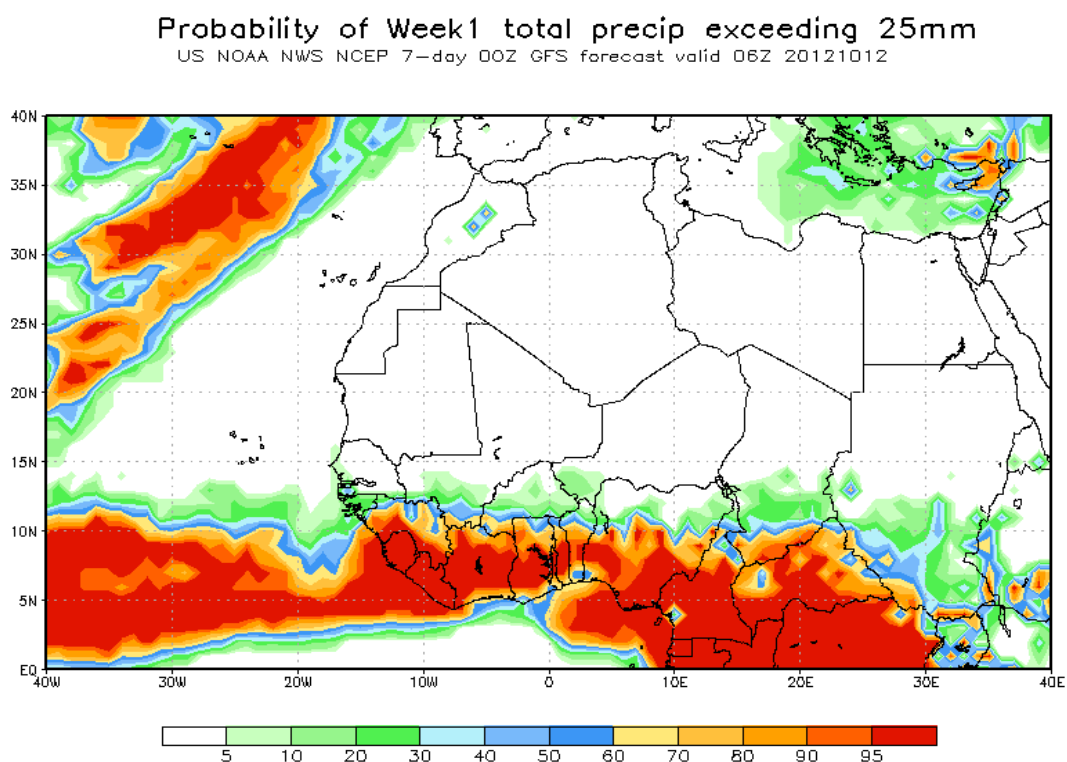 Probability of Week1 total precip exceeding 25mm
US NOAA NWS NCEP 7-day 00Z GFS forecast valid 06Z 20121012
40N
35N
30N
25N
20N
15N
10N
5N
EQ
40W 30W 20W 10W 0 10E 20E 30E 40E
5 10 20 30 40 50 60 70 80 90 95